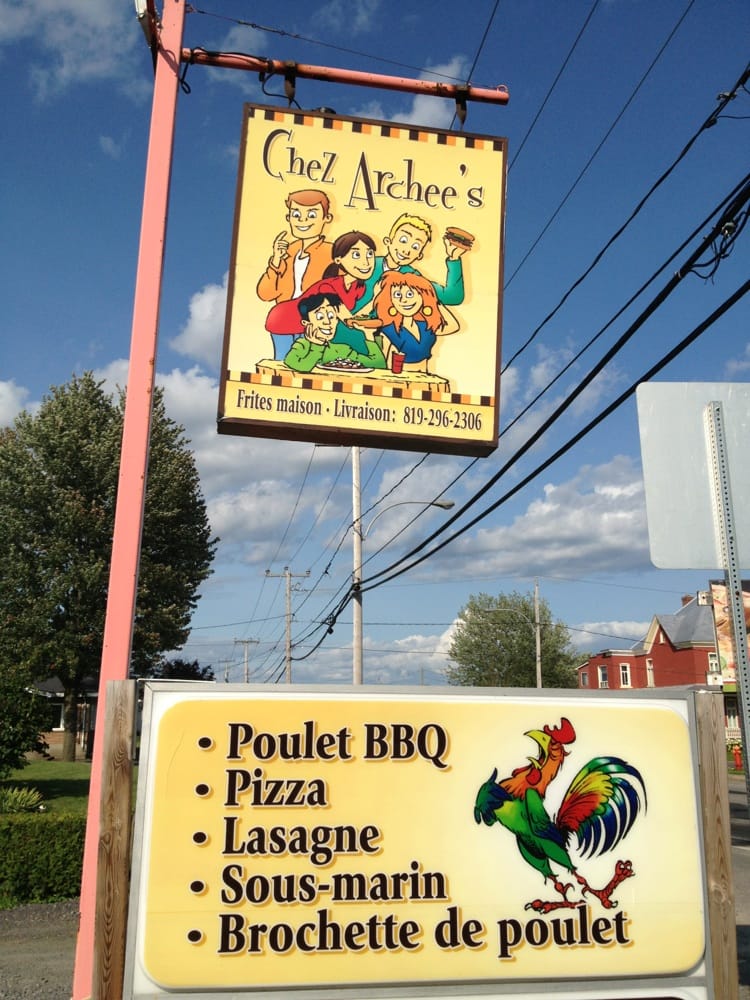 Chez Archee's
Frites maison · Livraison: 819-296-2306
• Poulet BBQ
• Pizza
• Lasagne
• Sous-marin
• Brochette de poulet